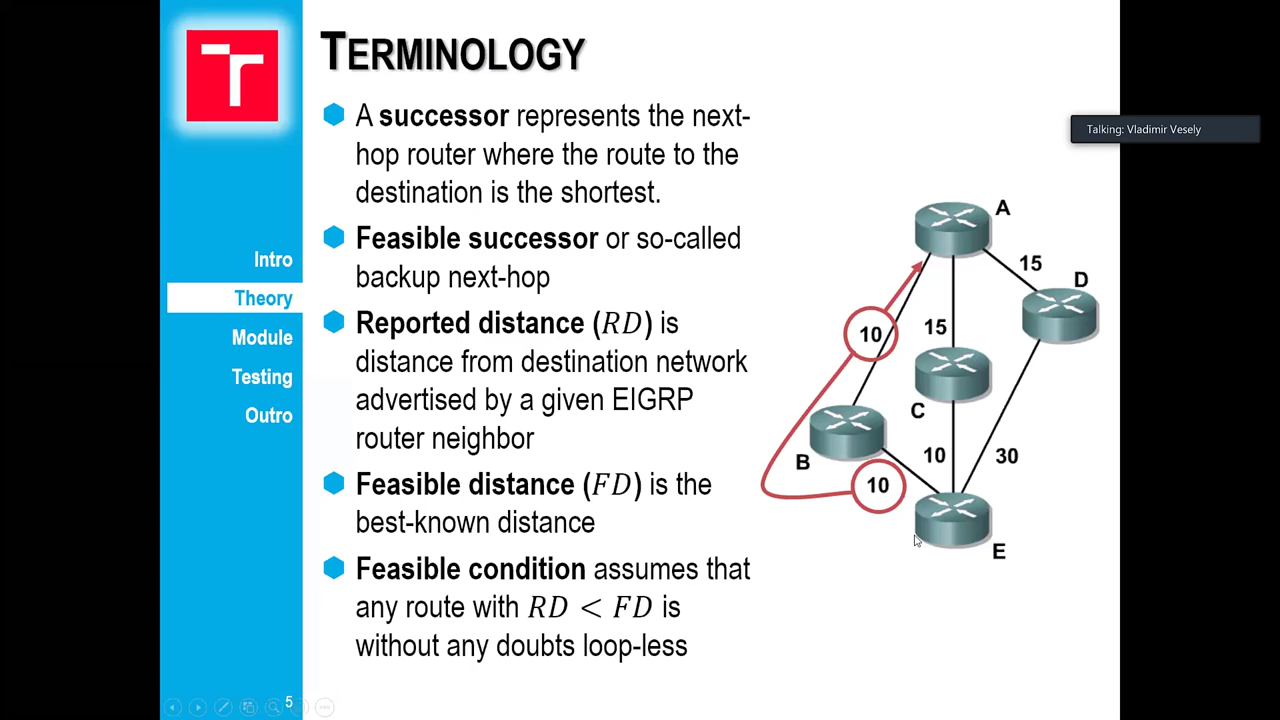 TERMINOLOGY
A successor represents the next-
hop router where the route to the
destination is the shortest.
Feasible successor or so-called
backup next-hop
Reported distance (RD) is
distance from destination network
advertised by a given EIGRP
router neighbor
Feasible distance (FD) is the
best-known distance
Feasible condition assumes that
any route with RD < FD is
without any doubts loop-less
Intro
Theory
Module
Testing
Outro
5
Talking: Vladimir Vesely
A
15
D
10
15
C
B
10
30
10
E